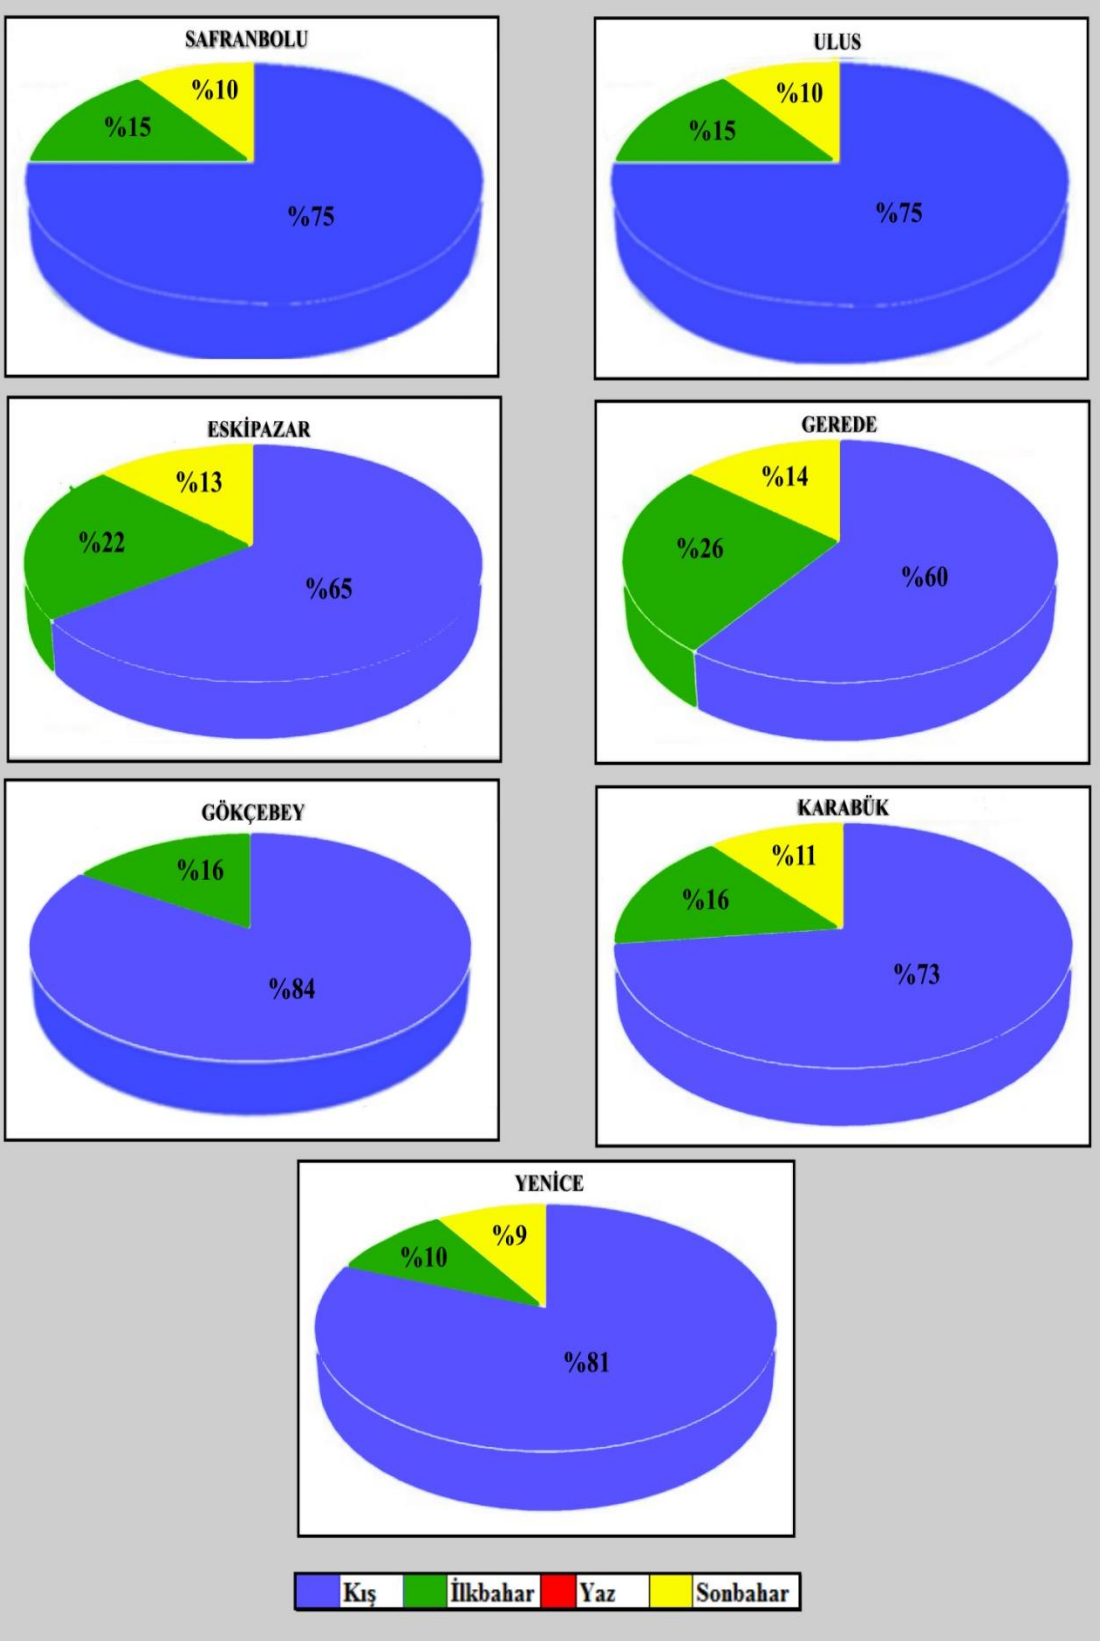 SAFRANBOLU
%10
%15
%75
ULUS
%10
%15
%75
ESKİPAZAR
%13
%22
%65
GEREDE
%14
%26
%60
GÖKÇEBEY
%16
%84
KARABÜK
%11
%16
%73
YENİCE
%9
%10
%81
Kış İlkbahar Yaz Sonbahar